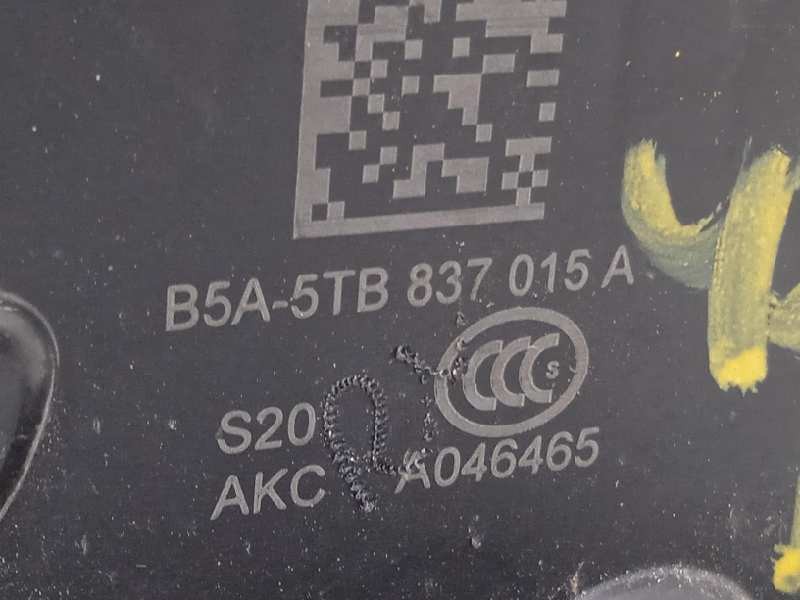 B5A-5TB 837 015 A
CCC S
S20
AKC A046465